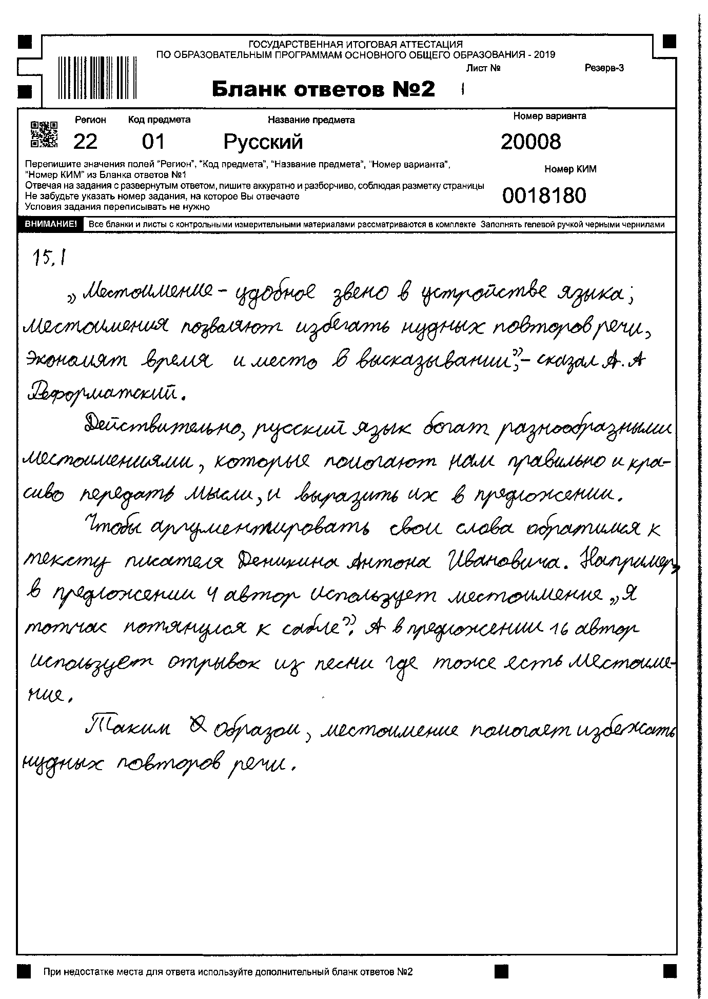 ГОСУДАРСТВЕННАЯ ИТОГОВАЯ АТТЕСТАЦИЯ
ПО ОБРАЗОВАТЕЛЬНЫМ ПРОГРАММАМ ОСНОВНОГО ОБЩЕГО ОБРАЗОВАНИЯ - 2019
Лист № Резерв-3
Бланк ответов №2 1
Регион Код предмета Название предмета Номер варианта
22 01 Русский 20008
Перепишите значения полей "Регион", "Код предмета", "Название предмета", "Номер варианта",
"Номер КИМ" из Бланка ответов №1
Номер КИМ
Отвечая на задания с развернутым ответом, пишите аккуратно и разборчиво, соблюдая разметку страницы
Не забудьте указать номер задания, на которое Вы отвечаете
0018180
Условия задания переписывать не нужно
ВНИМАНИЕ! Все бланки и листы с контрольными измерительными материалами рассматриваются в комплекте Заполнять гелевой ручкой черными чернилами
15.1
„Местоимение – удобное звено в устройстве языка;
местоимения позволяют избегать нудных повторов речи,
экономят время и место в высказывании”,– сказал А. А
Реформатский.
Действительно, русский язык богат разнообразными
местоимениями, которые помогают нам правильно и кра-
сиво передать мысли, и выразить их в предложении.
Чтобы аргументировать свои слова обратимся к
тексту писателя Деникина Антона Ивановича. Например,
в предложении 4 автор использует местоимение „Я
тотчас потянулся к сабле”. А в предложении 16 автор
использует отрывок из песни где тоже есть местоиме-
ние.
Таким образом, местоимение помогает избежать
нудных повторов речи.
При недостатке места для ответа используйте дополнительный бланк ответов №2